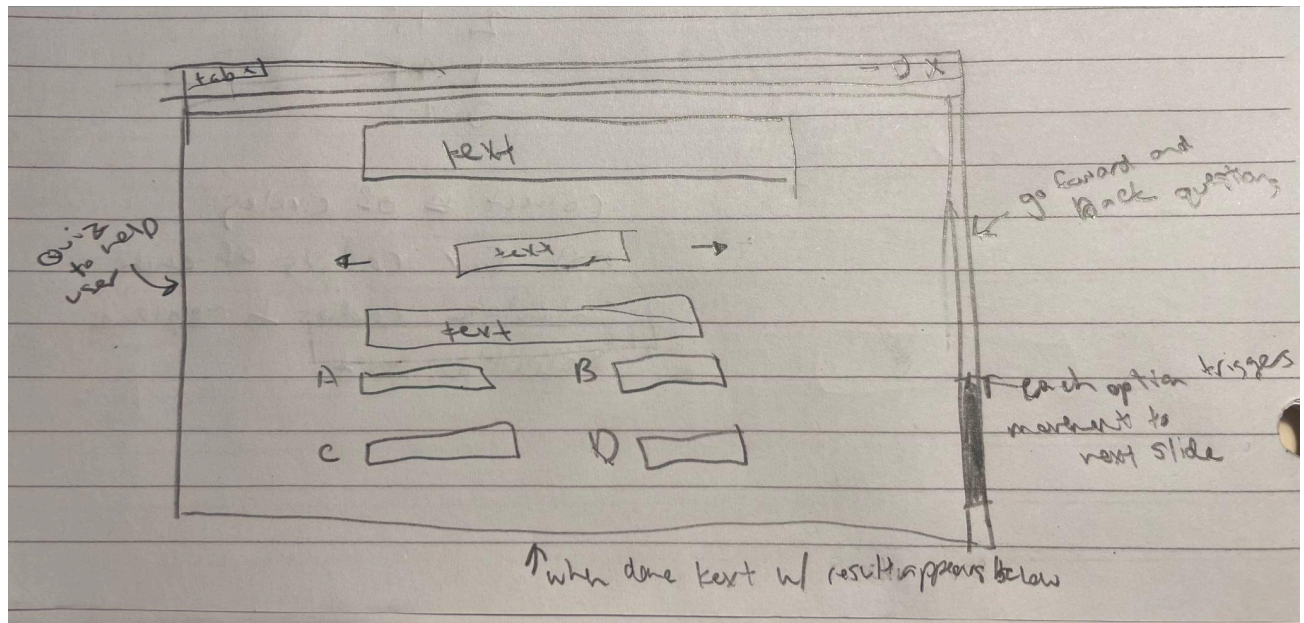 tab x
- D X
text
go forward and
back questions
Quiz
to help
user
← text →
text
A
B
each option triggers
movement to
next slide
C
D
when done text w/ result appears below